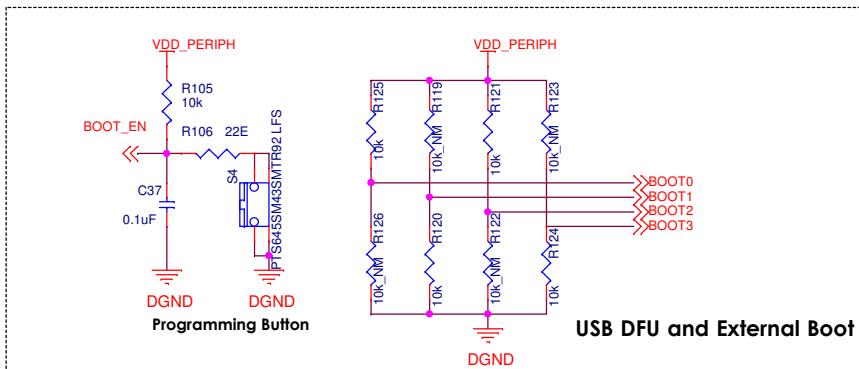 VDD_PERIPH
R105
10k
BOOT_EN
R106 22E
S4
PTS645SM43SMTR92 LFS
C37
0.1uF
DGND
DGND
Programming Button
VDD_PERIPH
R125
10k
R119
10k_NM
R121
10k
R123
10k_NM
BOOT0
BOOT1
BOOT2
BOOT3
R126
10k_NM
R120
10k
R122
10k_NM
R124
10k
DGND
USB DFU and External Boot